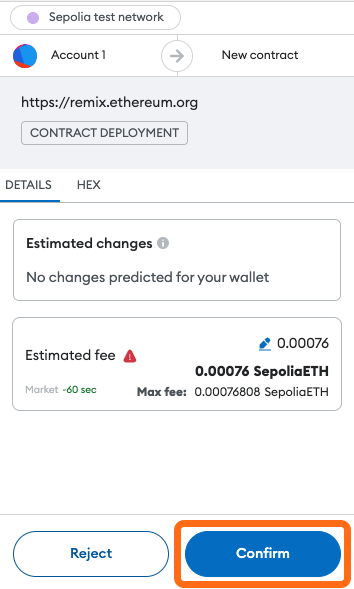 Sepolia test network
Account 1
New contract
https://remix.ethereum.org
CONTRACT DEPLOYMENT
DETAILS HEX
Estimated changes
No changes predicted for your wallet
0.00076
Estimated fee
0.00076 SepoliaETH
Market ~60 sec
Max fee: 0.00076808 SepoliaETH
Reject Confirm